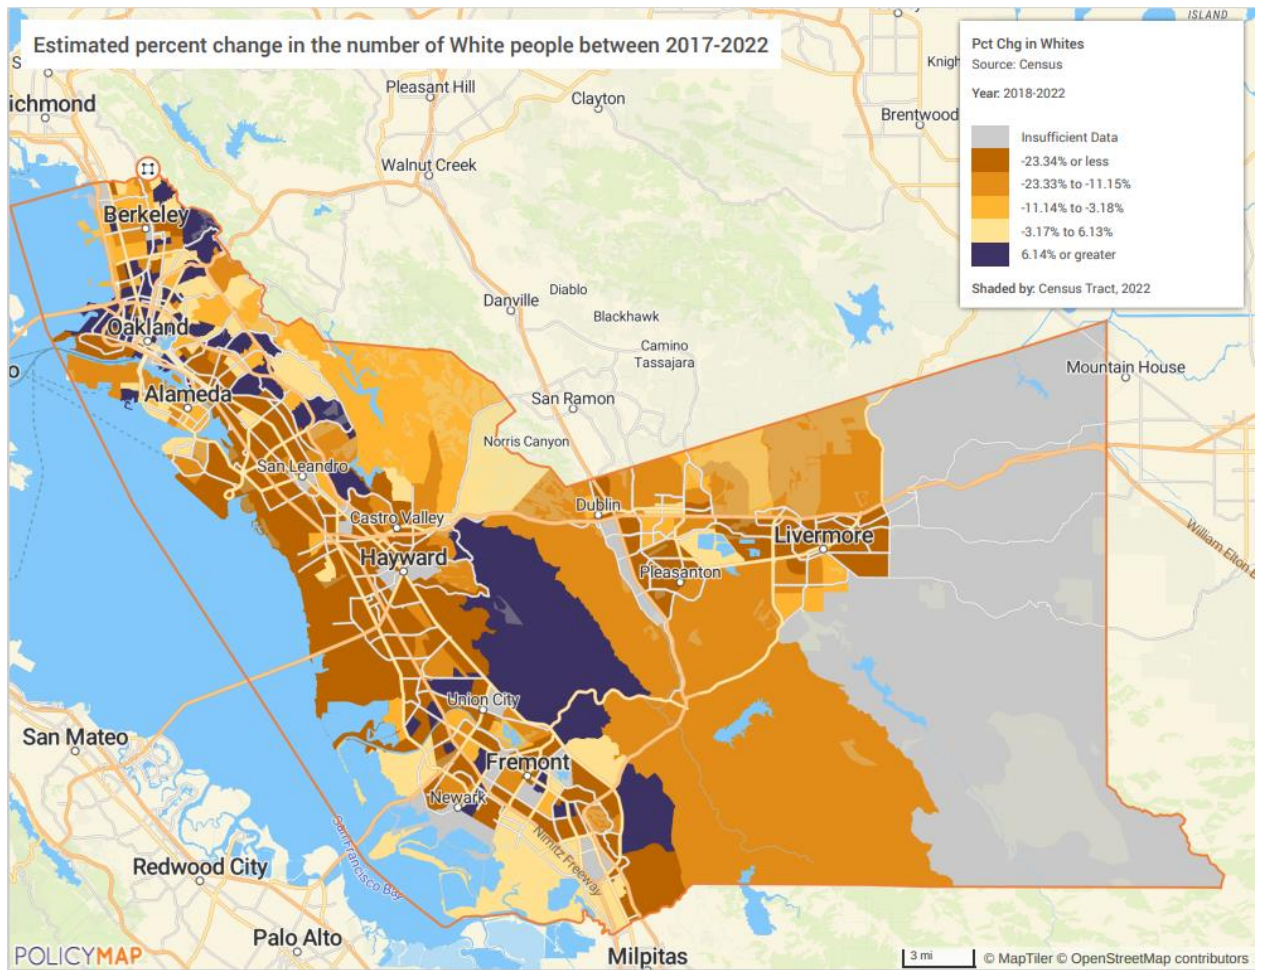 Estimated percent change in the number of White people between 2017-2022
ISLAND
Pct Chg in Whites
Source: Census
Year: 2018-2022
Insufficient Data
-23.34% or less
-23.33% to -11.15%
-11.14% to -3.18%
-3.17% to 6.13%
6.14% or greater
Shaded by: Census Tract, 2022
S
Knigh
Pleasant Hill
Clayton
ichmond
Brentwood
Walnut Creek
Berkeley
Diablo
Danville
Blackhawk
Oakland
Camino
Tassajara
o
Mountain House
Alameda
San Ramon
Norris Canyon
San Leandro
Dublin
Castro Valley
Livermore
William Elton B
Hayward
Pleasanton
Union City
San Mateo
Fremont
Newark
Nimitz Freeway
San Francisco Bay
Redwood City
Palo Alto
Milpitas
POLICYMAP
3 mi
© MapTiler © OpenStreetMap contributors